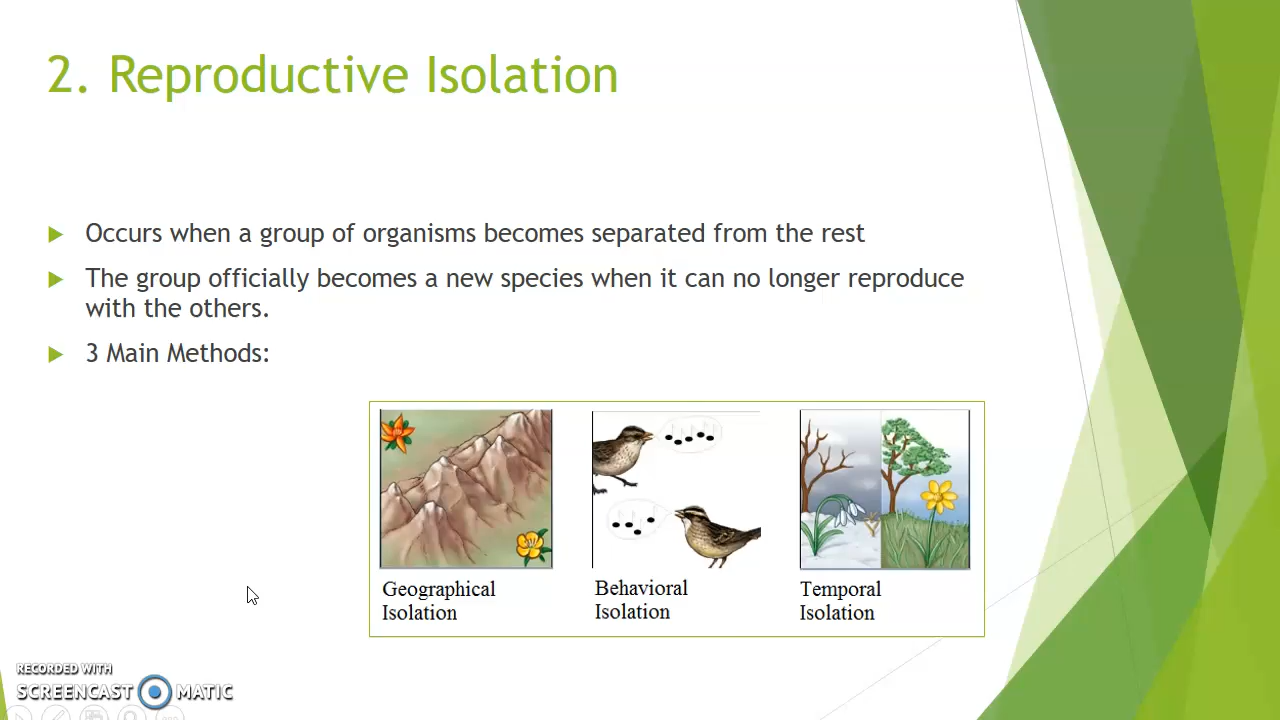 2. Reproductive Isolation
Occurs when a group of organisms becomes separated from the rest
The group officially becomes a new species when it can no longer reproduce
with the others.
3 Main Methods:
Geographical
Isolation
Behavioral
Isolation
Temporal
Isolation
RECORDED WITH
SCREENCAST MATIC